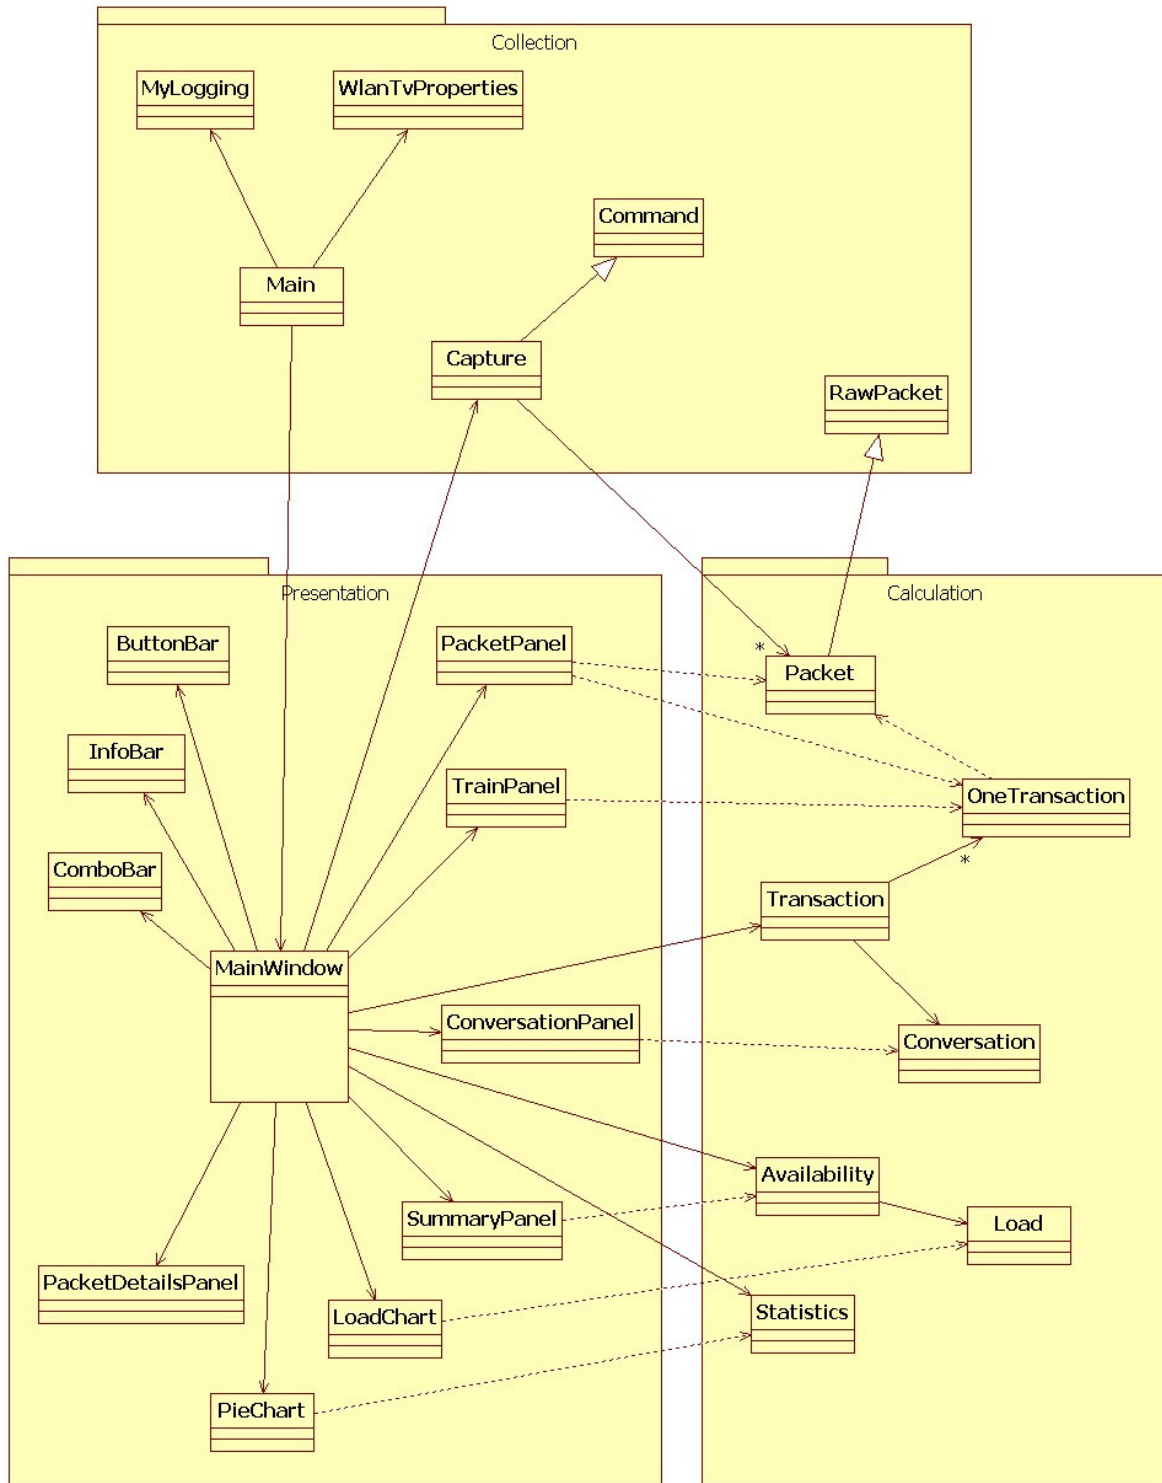 Collection
MyLogging
WlanTvProperties
Command
Main
Capture
RawPacket
Presentation
Calculation
ButtonBar
PacketPanel
*
Packet
InfoBar
TrainPanel
OneTransaction
ComboBar
*
Transaction
MainWindow
ConversationPanel
Conversation
Availability
SummaryPanel
Load
PacketDetailsPanel
LoadChart
Statistics
PieChart